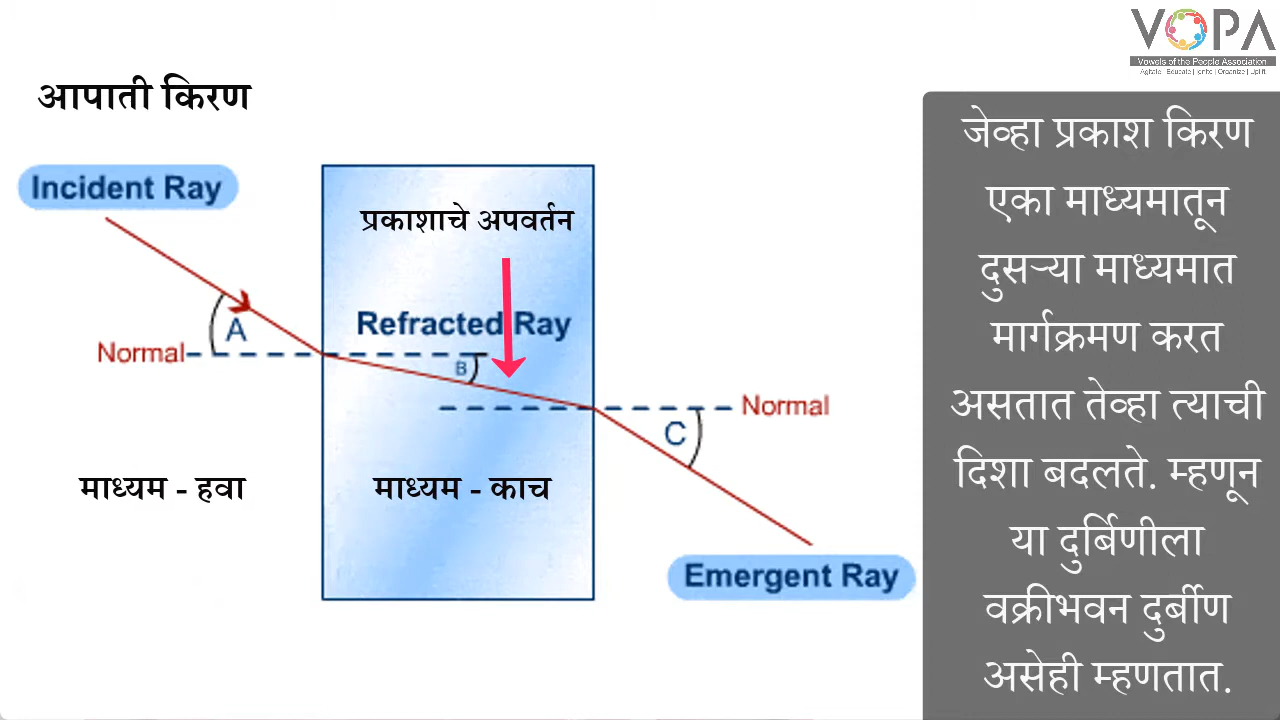 VOPA
Vowels of the People Association
आपाती किरण
Incident Ray
प्रकाशाचे अपवर्तन
Refracted Ray
A
Normal
B
Normal
C
माध्यम - हवा
माध्यम - काच
Emergent Ray
जेव्हा प्रकाश किरण
एका माध्यमातून
दुसऱ्या माध्यमात
मार्गक्रमण करत
असतात तेव्हा त्याची
दिशा बदलते. म्हणून
या दुर्बिणीला
वक्रीभवन दुर्बीण
असेही म्हणतात.